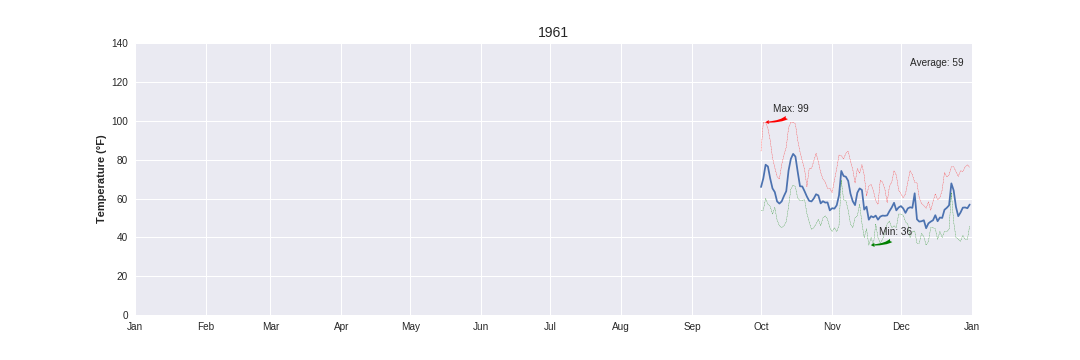 1961
140
Average: 59
120
Max: 99
100
80
Temperature (°F)
60
Min: 36
40
20
0
Jan Feb Mar Apr May Jun Jul Aug Sep Oct Nov Dec Jan